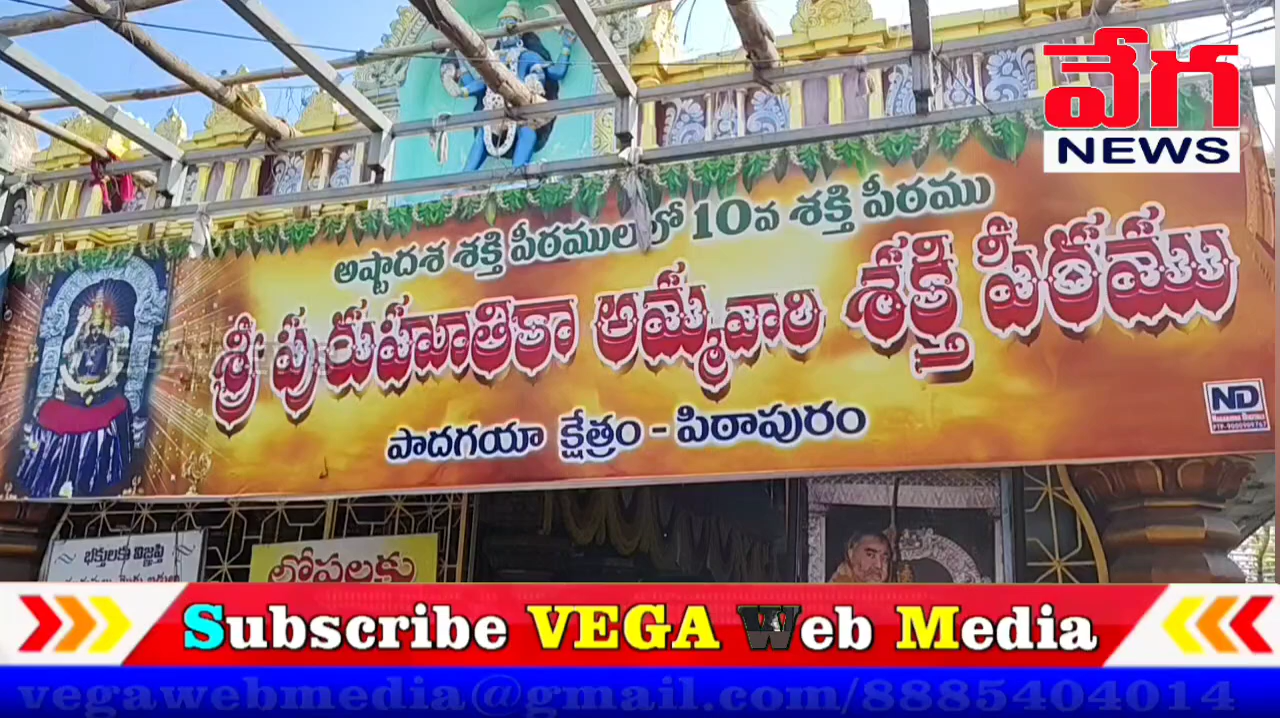 వేగ
NEWS
అష్టాదశ శక్తి పీఠములలో 10వ శక్తి పీఠము
శ్రీ పురుహూతికా అమ్మవారి శక్తి పీఠము
పాదగయా క్షేత్రం - పిఠాపురం
ND
భక్తులకు విజ్ఞప్తి
లోపలకు
Subscribe VEGA Web Media
vegawebmedia@gmail.com/8885404014